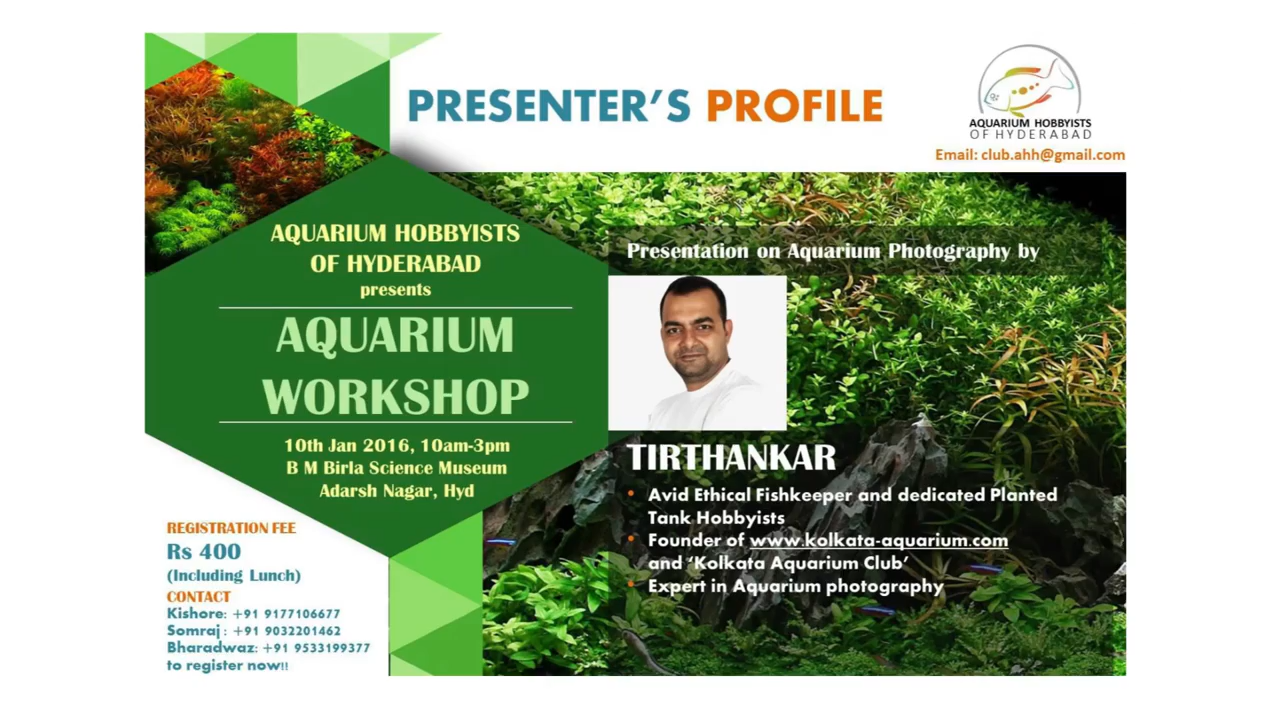 PRESENTER'S PROFILE
AQUARIUM HOBBYISTS
OF HYDERABAD
Email: club.ahh@gmail.com
AQUARIUM HOBBYISTS
OF HYDERABAD
presents
AQUARIUM
WORKSHOP
10th Jan 2016, 10am-3pm
B M Birla Science Museum
Adarsh Nagar, Hyd
REGISTRATION FEE
Rs 400
(Including Lunch)
CONTACT
Kishore: +91 9177106677
Somraj : +91 9032201462
Bharadwaz: +91 9533199377
to register now!!
Presentation on Aquarium Photography by
TIRTHANKAR
• Avid Ethical Fishkeeper and dedicated Planted
Tank Hobbyists
• Founder of www.kolkata-aquarium.com
and ‘Kolkata Aquarium Club’
• Expert in Aquarium photography